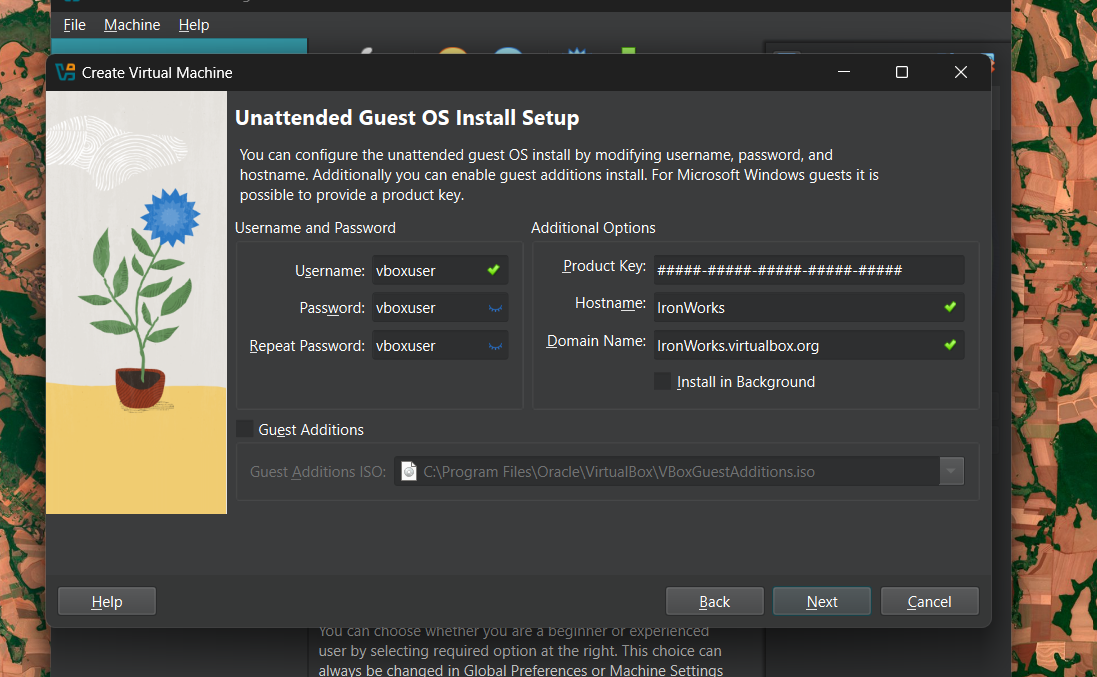 File Machine Help
Create Virtual Machine
Unattended Guest OS Install Setup
You can configure the unattended guest OS install by modifying username, password, and
hostname. Additionally you can enable guest additions install. For Microsoft Windows guests it is
possible to provide a product key.
Username and Password
Username: vboxuser
Password: vboxuser
Repeat Password: vboxuser
Additional Options
Product Key: #####-#####-#####-#####-#####
Hostname: IronWorks
Domain Name: IronWorks.virtualbox.org
Install in Background
Guest Additions
Guest Additions ISO: C:\Program Files\Oracle\VirtualBox\VBoxGuestAdditions.iso
Help Back Next Cancel
You can choose whether you are a beginner or experienced
user by selecting required option at the right. This choice can
always be changed in Global Preferences or Machine Settings